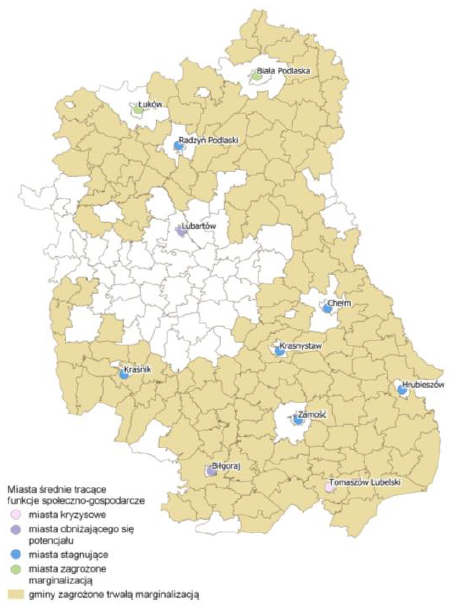 Biała Podlaska
Łuków
Radzyń Podlaski
Lubartów
Chełm
Krasnystaw
Kraśnik
Hrubieszów
Zamość
Biłgoraj
Tomaszów Lubelski
Miasta średnie tracące
funkcje społeczno-gospodarcze
miasta kryzysowe
miasta obniżającego się
potencjału
miasta stagnujące
miasta zagrożone
marginalizacją
gminy zagrożone trwałą marginalizacją